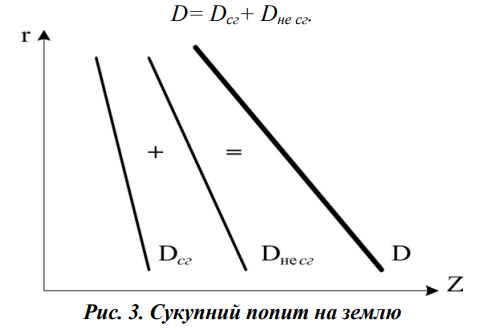 D= Dсг+ Dне сг.
r
+
=
Dсг
Dне сг
D
Z
Рис. 3. Сукупний попит на землю